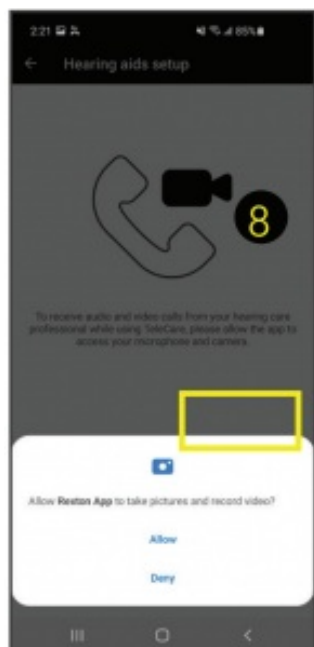 2:21
85%
Hearing aids setup
8
To receive audio and video calls from your hearing care
professional while using TeleCare, please allow the app to
access your microphone and camera.
Allow Rexton App to take pictures and record video?
Allow
Deny